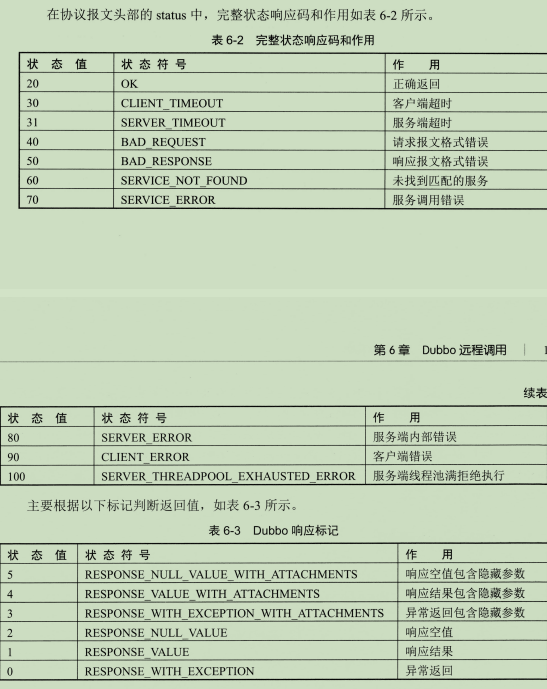 在协议报文头部的 status 中，完整状态响应码和作用如表 6-2 所示。
表 6-2 完整状态响应码和作用
状 态 值 状 态 符 号 作 用
20 OK 正确返回
30 CLIENT_TIMEOUT 客户端超时
31 SERVER_TIMEOUT 服务端超时
40 BAD_REQUEST 请求报文格式错误
50 BAD_RESPONSE 响应报文格式错误
60 SERVICE_NOT_FOUND 未找到匹配的服务
70 SERVICE_ERROR 服务调用错误
第 6 章 Dubbo 远程调用 | 1
续表
状 态 值 状 态 符 号 作 用
80 SERVER_ERROR 服务端内部错误
90 CLIENT_ERROR 客户端错误
100 SERVER_THREADPOOL_EXHAUSTED_ERROR 服务端线程池满拒绝执行
主要根据以下标记判断返回值，如表 6-3 所示。
表 6-3 Dubbo 响应标记
状 态 值 状 态 符 号 作 用
5 RESPONSE_NULL_VALUE_WITH_ATTACHMENTS 响应空值包含隐藏参数
4 RESPONSE_VALUE_WITH_ATTACHMENTS 响应结果包含隐藏参数
3 RESPONSE_WITH_EXCEPTION_WITH_ATTACHMENTS 异常返回包含隐藏参数
2 RESPONSE_NULL_VALUE 响应空值
1 RESPONSE_VALUE 响应结果
0 RESPONSE_WITH_EXCEPTION 异常返回